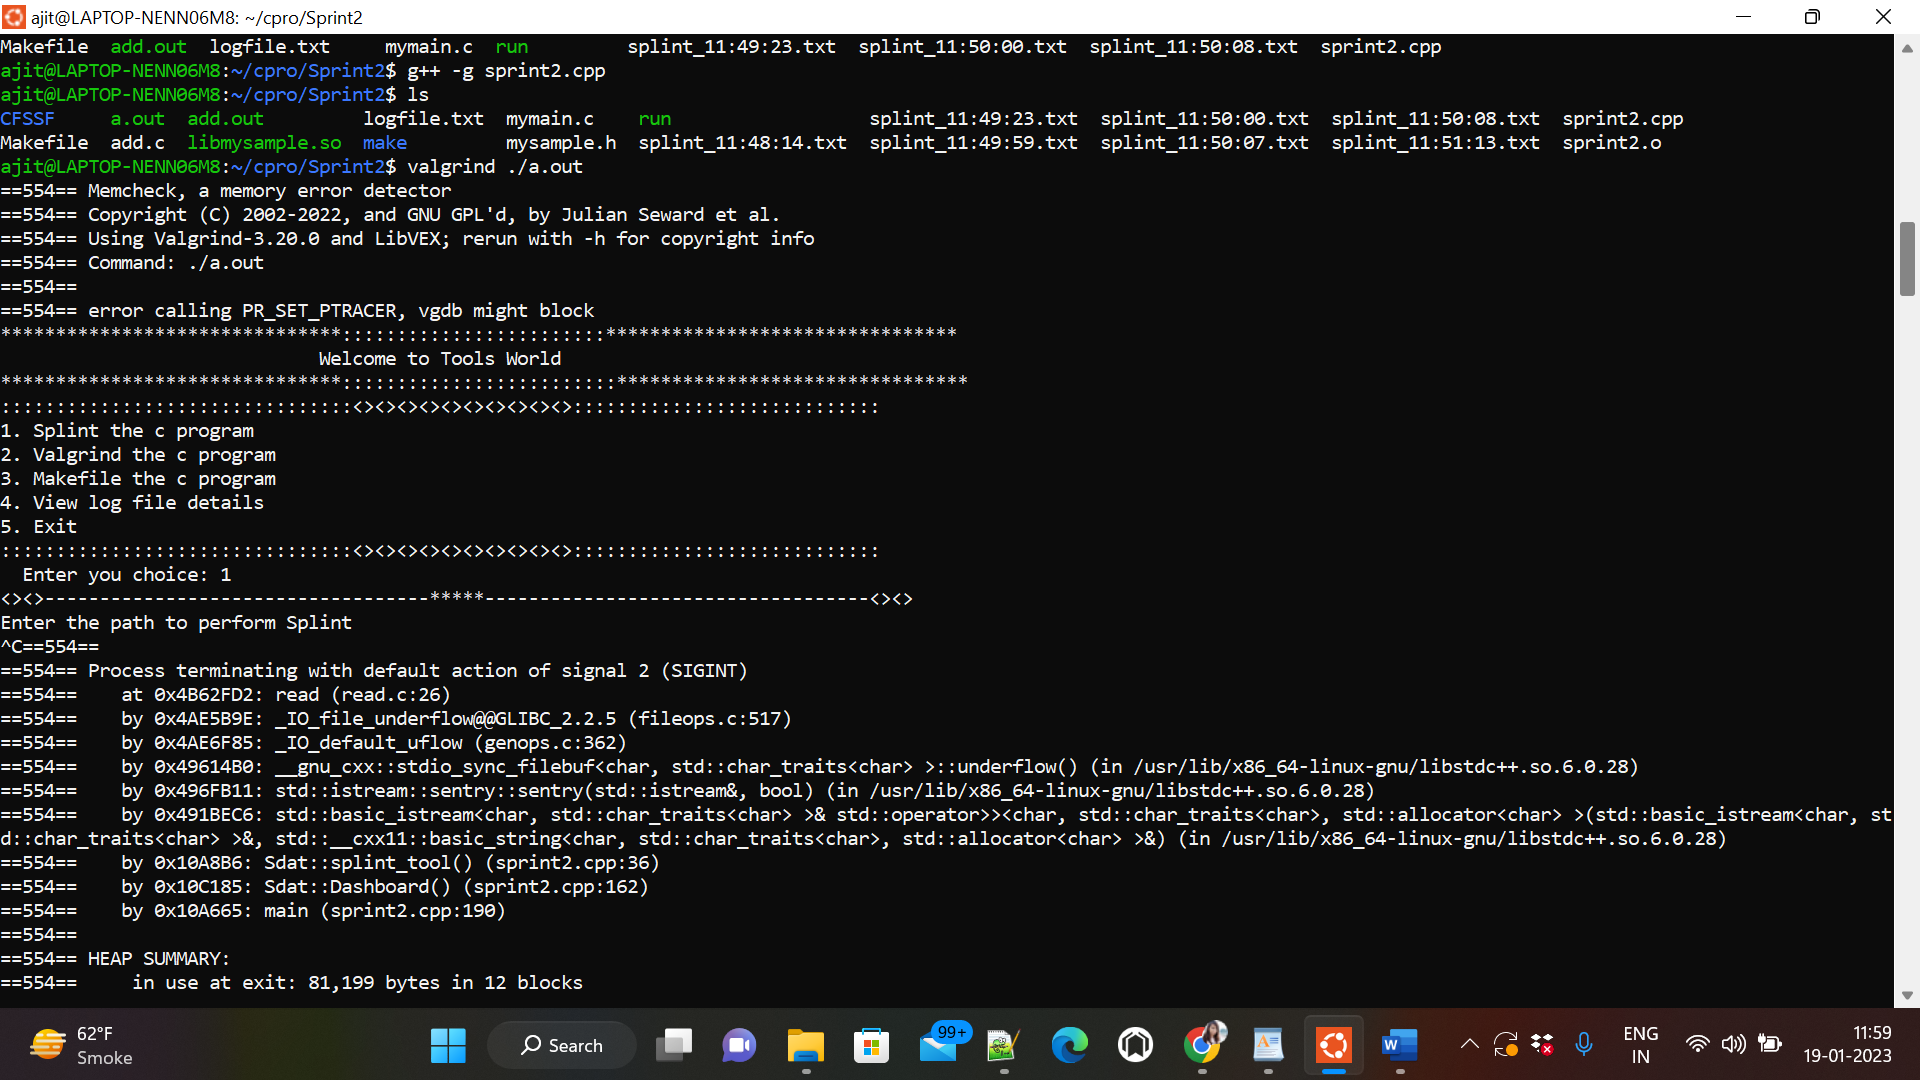 ajit@LAPTOP-NENN06M8: ~/cpro/Sprint2
Makefile  add.out  logfile.txt     mymain.c  run         splint_11:49:23.txt  splint_11:50:00.txt  splint_11:50:08.txt  sprint2.cpp
ajit@LAPTOP-NENN06M8:~/cpro/Sprint2$ g++ -g sprint2.cpp
ajit@LAPTOP-NENN06M8:~/cpro/Sprint2$ ls
CFSSF     a.out  add.out         logfile.txt  mymain.c    run                  splint_11:49:23.txt  splint_11:50:00.txt  splint_11:50:08.txt  sprint2.cpp
Makefile  add.c  libmysample.so  make         mysample.h  splint_11:48:14.txt  splint_11:49:59.txt  splint_11:50:07.txt  splint_11:51:13.txt  sprint2.o
ajit@LAPTOP-NENN06M8:~/cpro/Sprint2$ valgrind ./a.out
==554== Memcheck, a memory error detector
==554== Copyright (C) 2002-2022, and GNU GPL'd, by Julian Seward et al.
==554== Using Valgrind-3.20.0 and LibVEX; rerun with -h for copyright info
==554== Command: ./a.out
==554==
==554== error calling PR_SET_PTRACER, vgdb might block
*******************************::::::::::::::::::::::::********************************
Welcome to Tools World
*******************************:::::::::::::::::::::::::********************************
::::::::::::::::::::::::::::::::<><><><><><><><><><>::::::::::::::::::::::::::::
1. Splint the c program
2. Valgrind the c program
3. Makefile the c program
4. View log file details
5. Exit
::::::::::::::::::::::::::::::::<><><><><><><><><><>::::::::::::::::::::::::::::
  Enter you choice: 1
<><>-----------------------------------*****-----------------------------------<><>
Enter the path to perform Splint
^C==554==
==554== Process terminating with default action of signal 2 (SIGINT)
==554==    at 0x4B62FD2: read (read.c:26)
==554==    by 0x4AE5B9E: _IO_file_underflow@@GLIBC_2.2.5 (fileops.c:517)
==554==    by 0x4AE6F85: _IO_default_uflow (genops.c:362)
==554==    by 0x49614B0: __gnu_cxx::stdio_sync_filebuf<char, std::char_traits<char> >::underflow() (in /usr/lib/x86_64-linux-gnu/libstdc++.so.6.0.28)
==554==    by 0x496FB11: std::istream::sentry::sentry(std::istream&, bool) (in /usr/lib/x86_64-linux-gnu/libstdc++.so.6.0.28)
==554==    by 0x491BEC6: std::basic_istream<char, std::char_traits<char> >& std::operator>><char, std::char_traits<char>, std::allocator<char> >(std::basic_istream<char, st
d::char_traits<char> >&, std::__cxx11::basic_string<char, std::char_traits<char>, std::allocator<char> >&) (in /usr/lib/x86_64-linux-gnu/libstdc++.so.6.0.28)
==554==    by 0x10A8B6: Sdat::splint_tool() (sprint2.cpp:36)
==554==    by 0x10C185: Sdat::Dashboard() (sprint2.cpp:162)
==554==    by 0x10A665: main (sprint2.cpp:190)
==554==
==554== HEAP SUMMARY:
==554==     in use at exit: 81,199 bytes in 12 blocks
62°F
Smoke
Search
99+
W
ENG
IN
11:59
19-01-2023